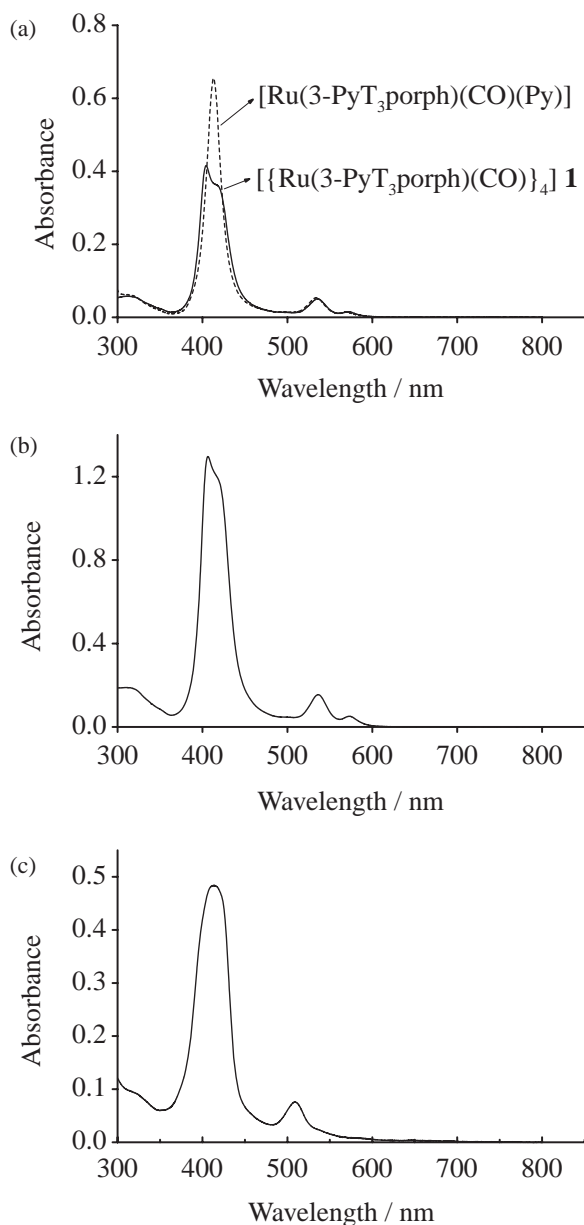 (a)
0.8
0.6
0.4
0.2
0.0
Absorbance
[Ru(3-PyT₃porph)(CO)(Py)]
[{Ru(3-PyT₃porph)(CO)}₄] 1
300 400 500 600 700 800
Wavelength / nm
(b)
1.2
0.8
0.4
0.0
Absorbance
300 400 500 600 700 800
Wavelength / nm
(c)
0.5
0.4
0.3
0.2
0.1
0.0
Absorbance
300 400 500 600 700 800
Wavelength / nm